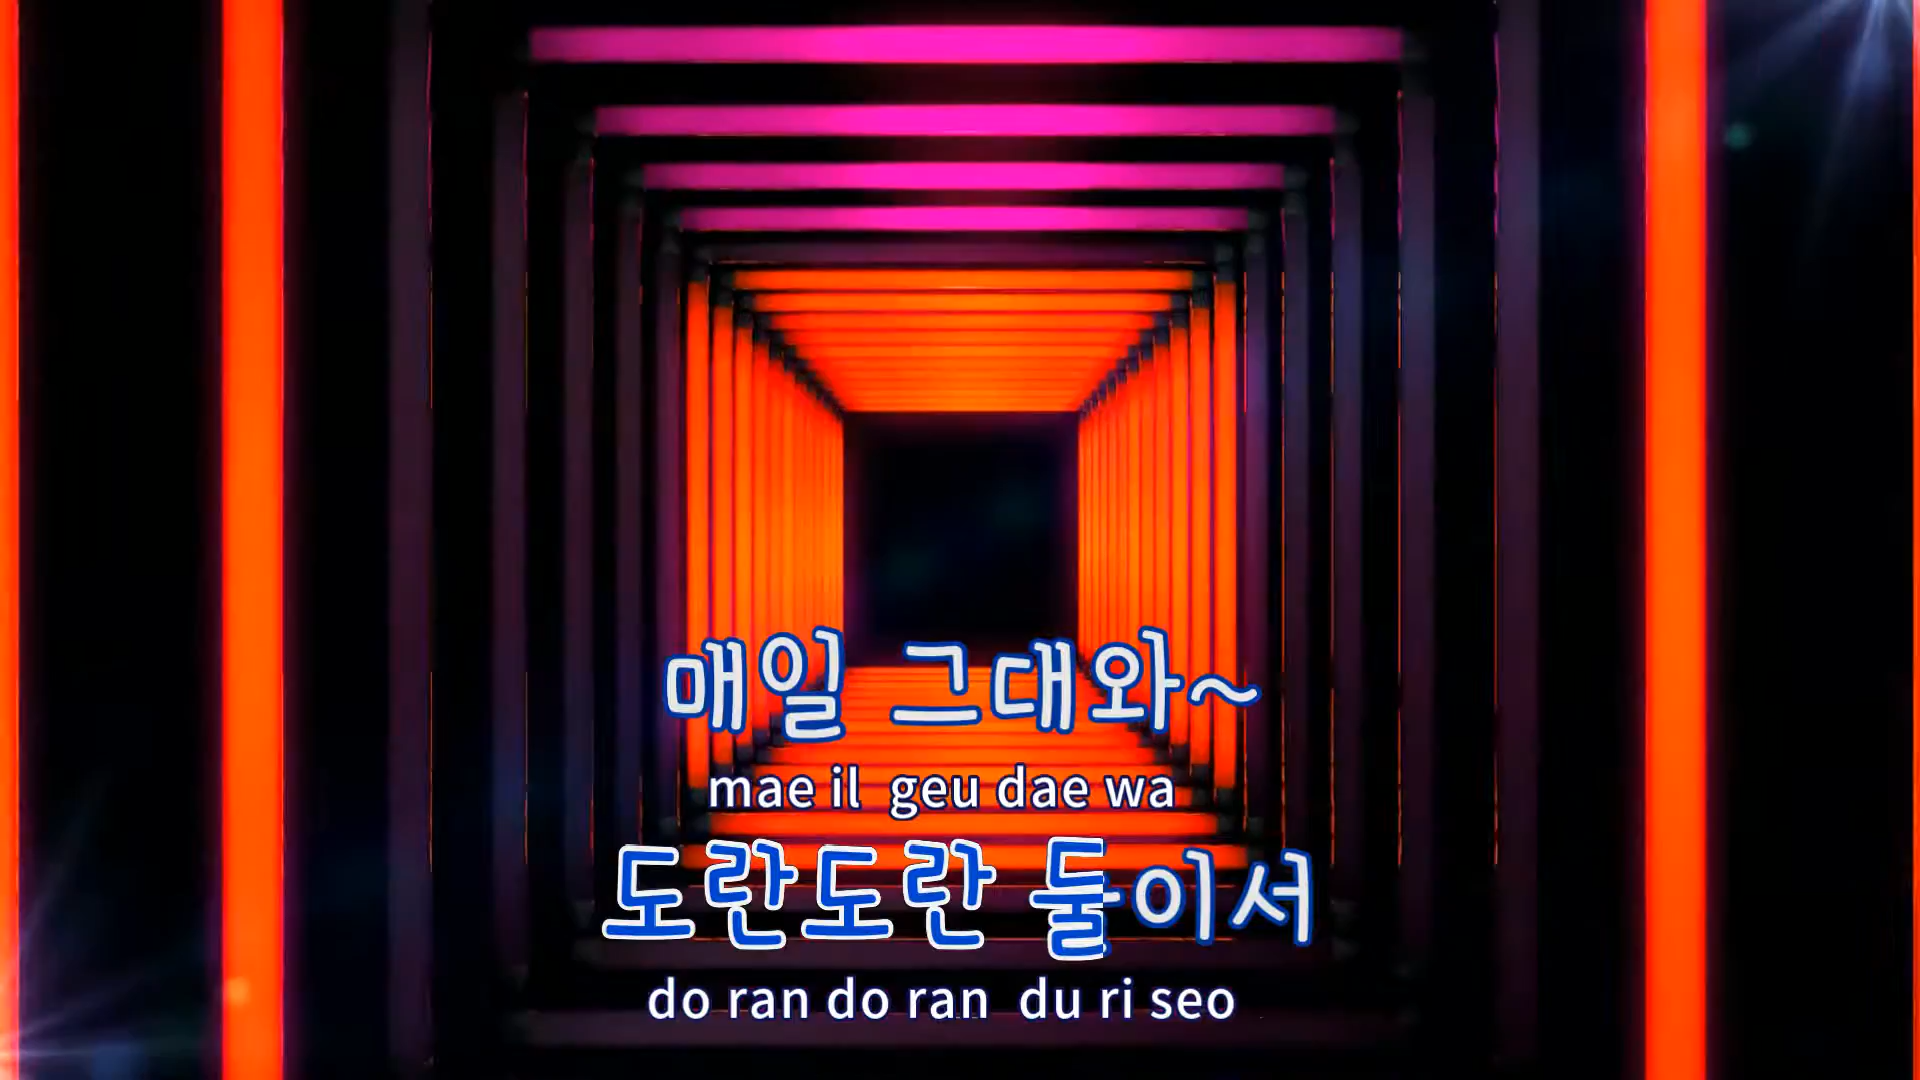 매일 그대와~
mae il geu dae wa
도란도란 둘이서
do ran do ran du ri seo